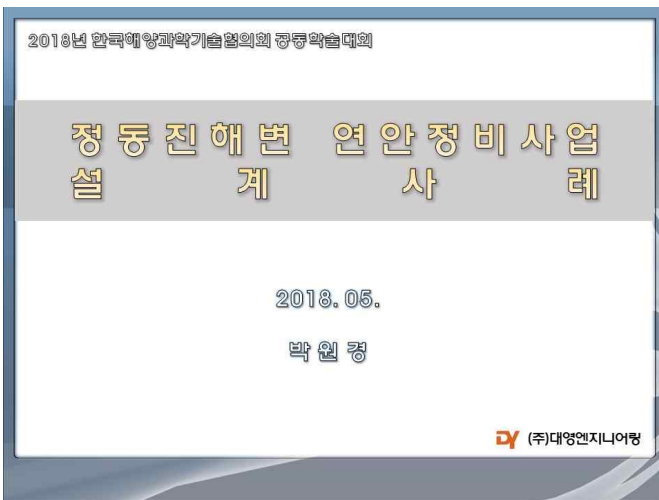 2018년 한국해양과학기술협의회 공동학술대회
정동진해변 연안정비사업
설계사례
2018. 05.
박원경
DY (주)대영엔지니어링